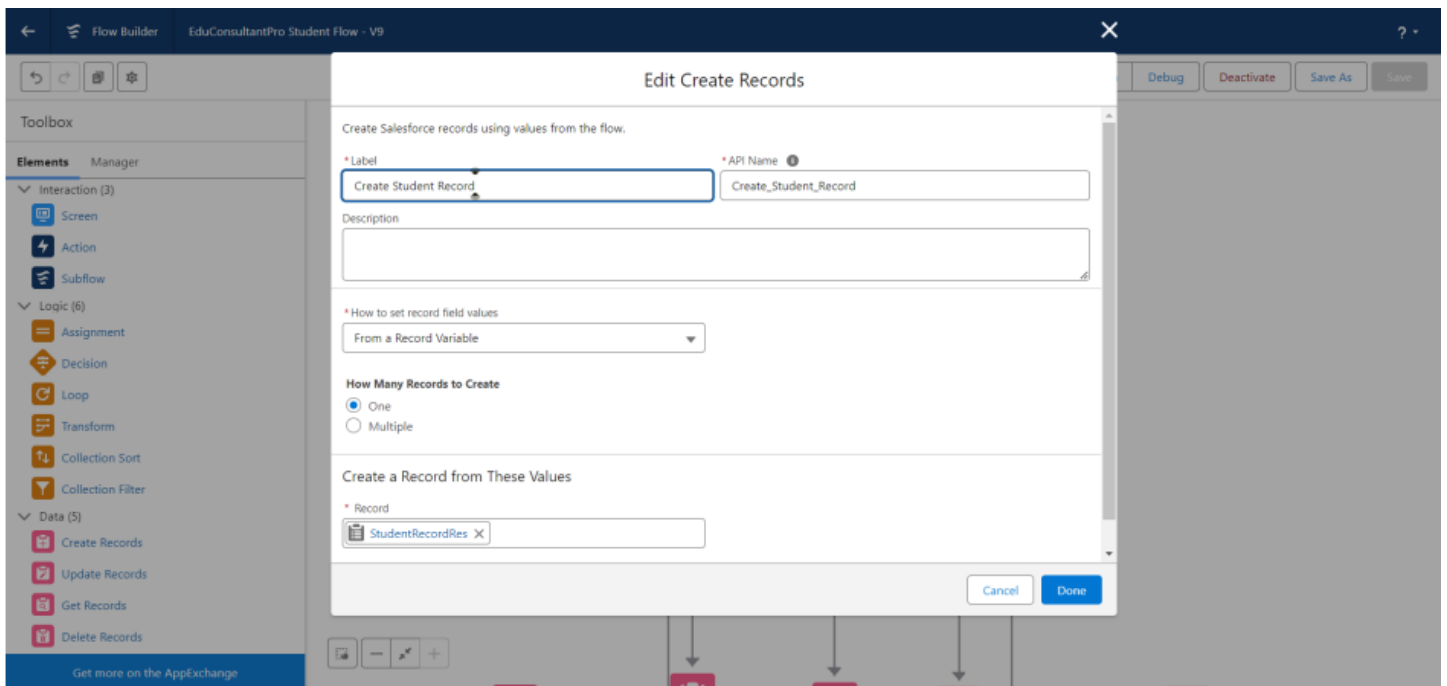 Flow Builder EduConsultantPro Student Flow - V9 ?
Edit Create Records
Debug Deactivate Save As Save
Toolbox
Elements Manager
Interaction (3)
Screen
Action
Subflow
Logic (6)
Assignment
Decision
Loop
Transform
Collection Sort
Collection Filter
Data (5)
Create Records
Update Records
Get Records
Delete Records
Get more on the AppExchange
Create Salesforce records using values from the flow.
*Label *API Name
Create Student Record Create_Student_Record
Description
*How to set record field values
From a Record Variable
How Many Records to Create
One
Multiple
Create a Record from These Values
* Record
StudentRecordRes
Cancel Done